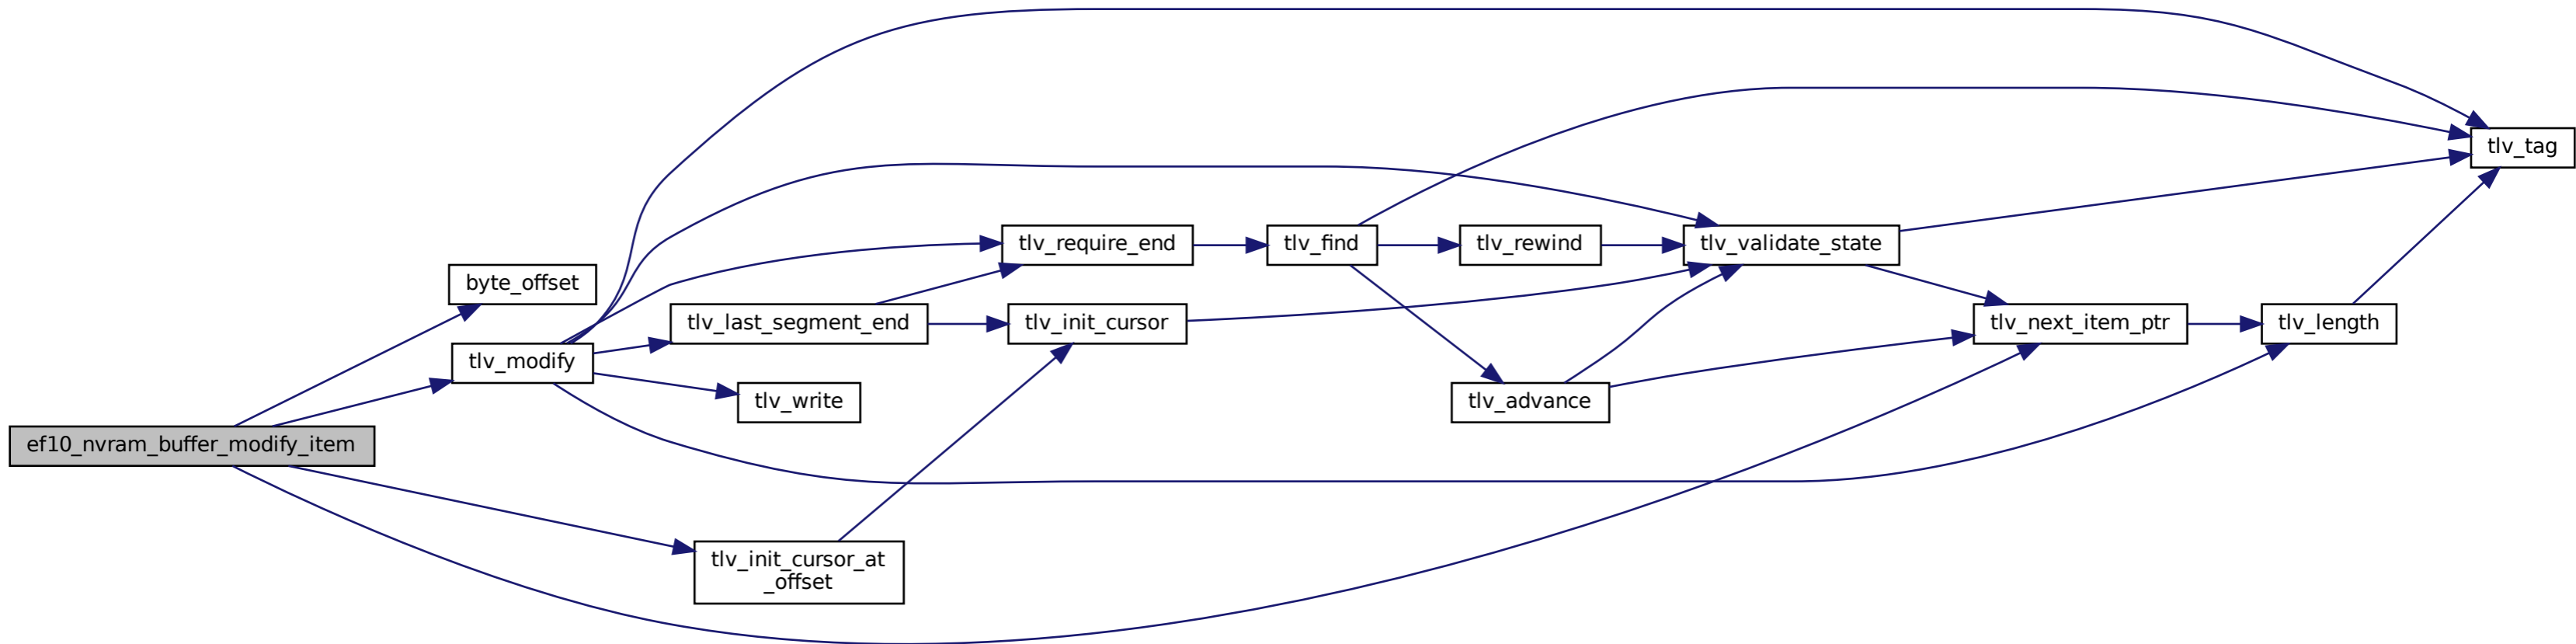 ef10_nvram_buffer_modify_item
byte_offset
tlv_modify
tlv_last_segment_end
tlv_write
tlv_init_cursor_at
_offset
tlv_require_end
tlv_init_cursor
tlv_find
tlv_rewind
tlv_advance
tlv_validate_state
tlv_next_item_ptr
tlv_length
tlv_tag